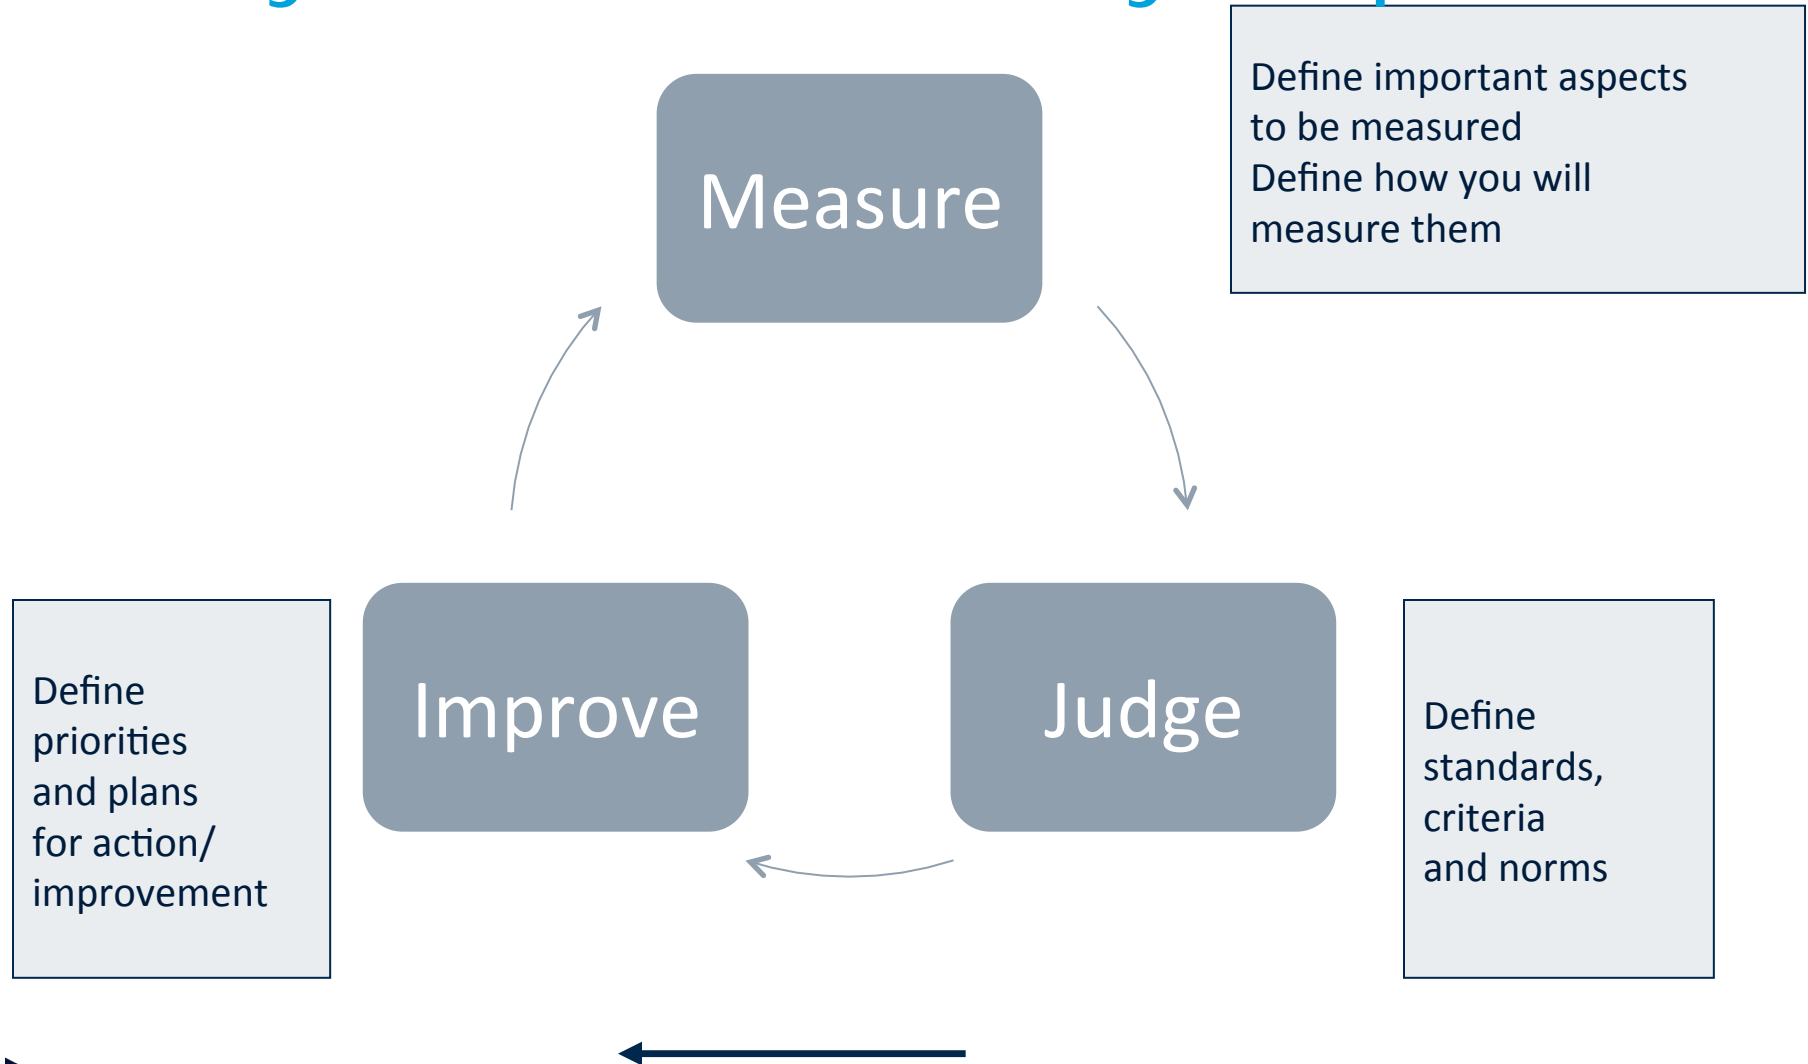 Define important aspects
to be measured
Define how you will
measure them
Measure
Improve
Judge
Define
priorities
and plans
for action/
improvement
Define
standards,
criteria
and norms